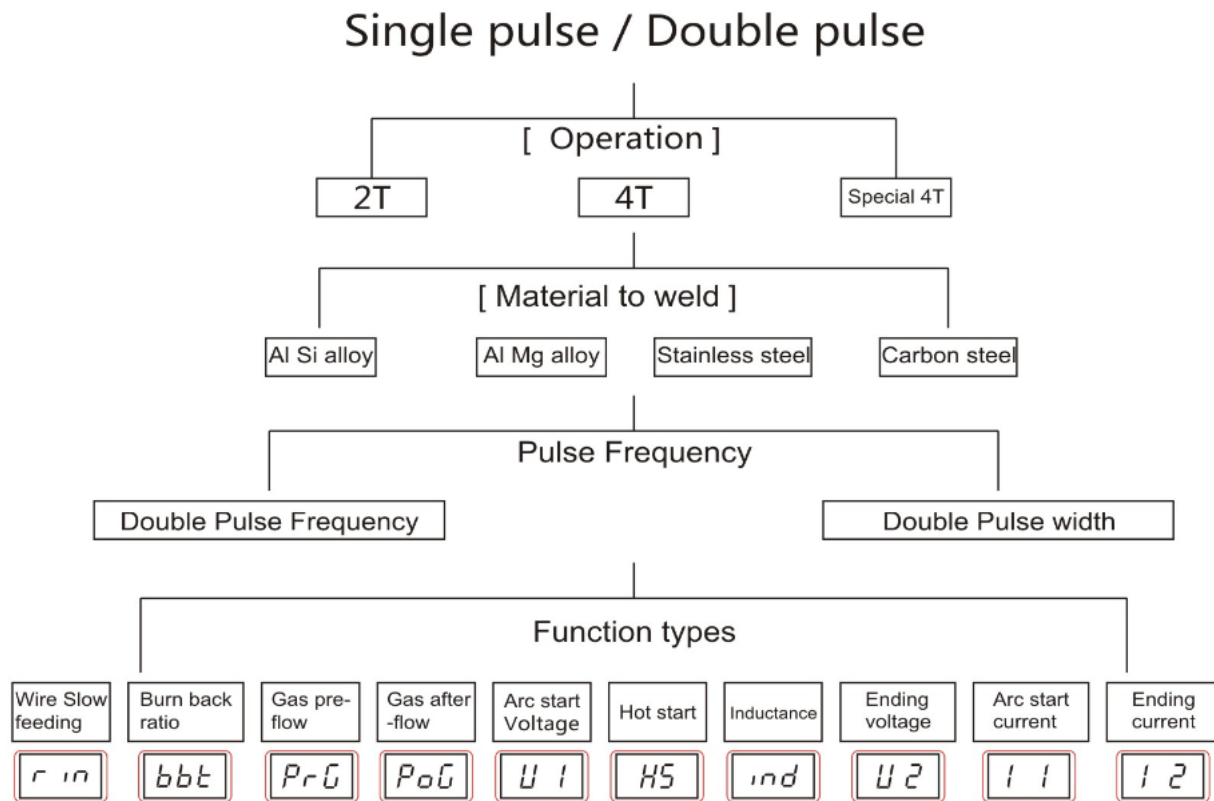 Single pulse / Double pulse
[ Operation ]
2T
4T
Special 4T
[ Material to weld ]
Al Si alloy
Al Mg alloy
Stainless steel
Carbon steel
Pulse Frequency
Double Pulse Frequency
Double Pulse width
Function types
Wire Slow
feeding
Burn back
ratio
Gas pre-
flow
Gas after
-flow
Arc start
Voltage
Hot start
Inductance
Ending
voltage
Arc start
current
Ending
current
rin
bbt
PrG
PoG
U 1
HS
ind
U 2
I 1
I 2